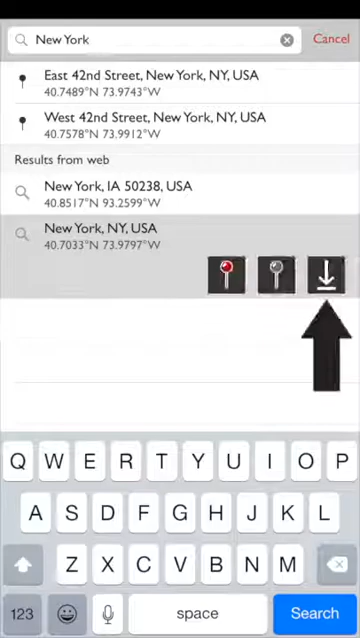 New York
Cancel
East 42nd Street, New York, NY, USA
40.7489°N 73.9743°W
West 42nd Street, New York, NY, USA
40.7578°N 73.9912°W
Results from web
New York, IA 50238, USA
40.8517°N 93.2599°W
New York, NY, USA
40.7033°N 73.9797°W
Q W E R T Y U I O P
A S D F G H J K L
Z X C V B N M
123 space Search